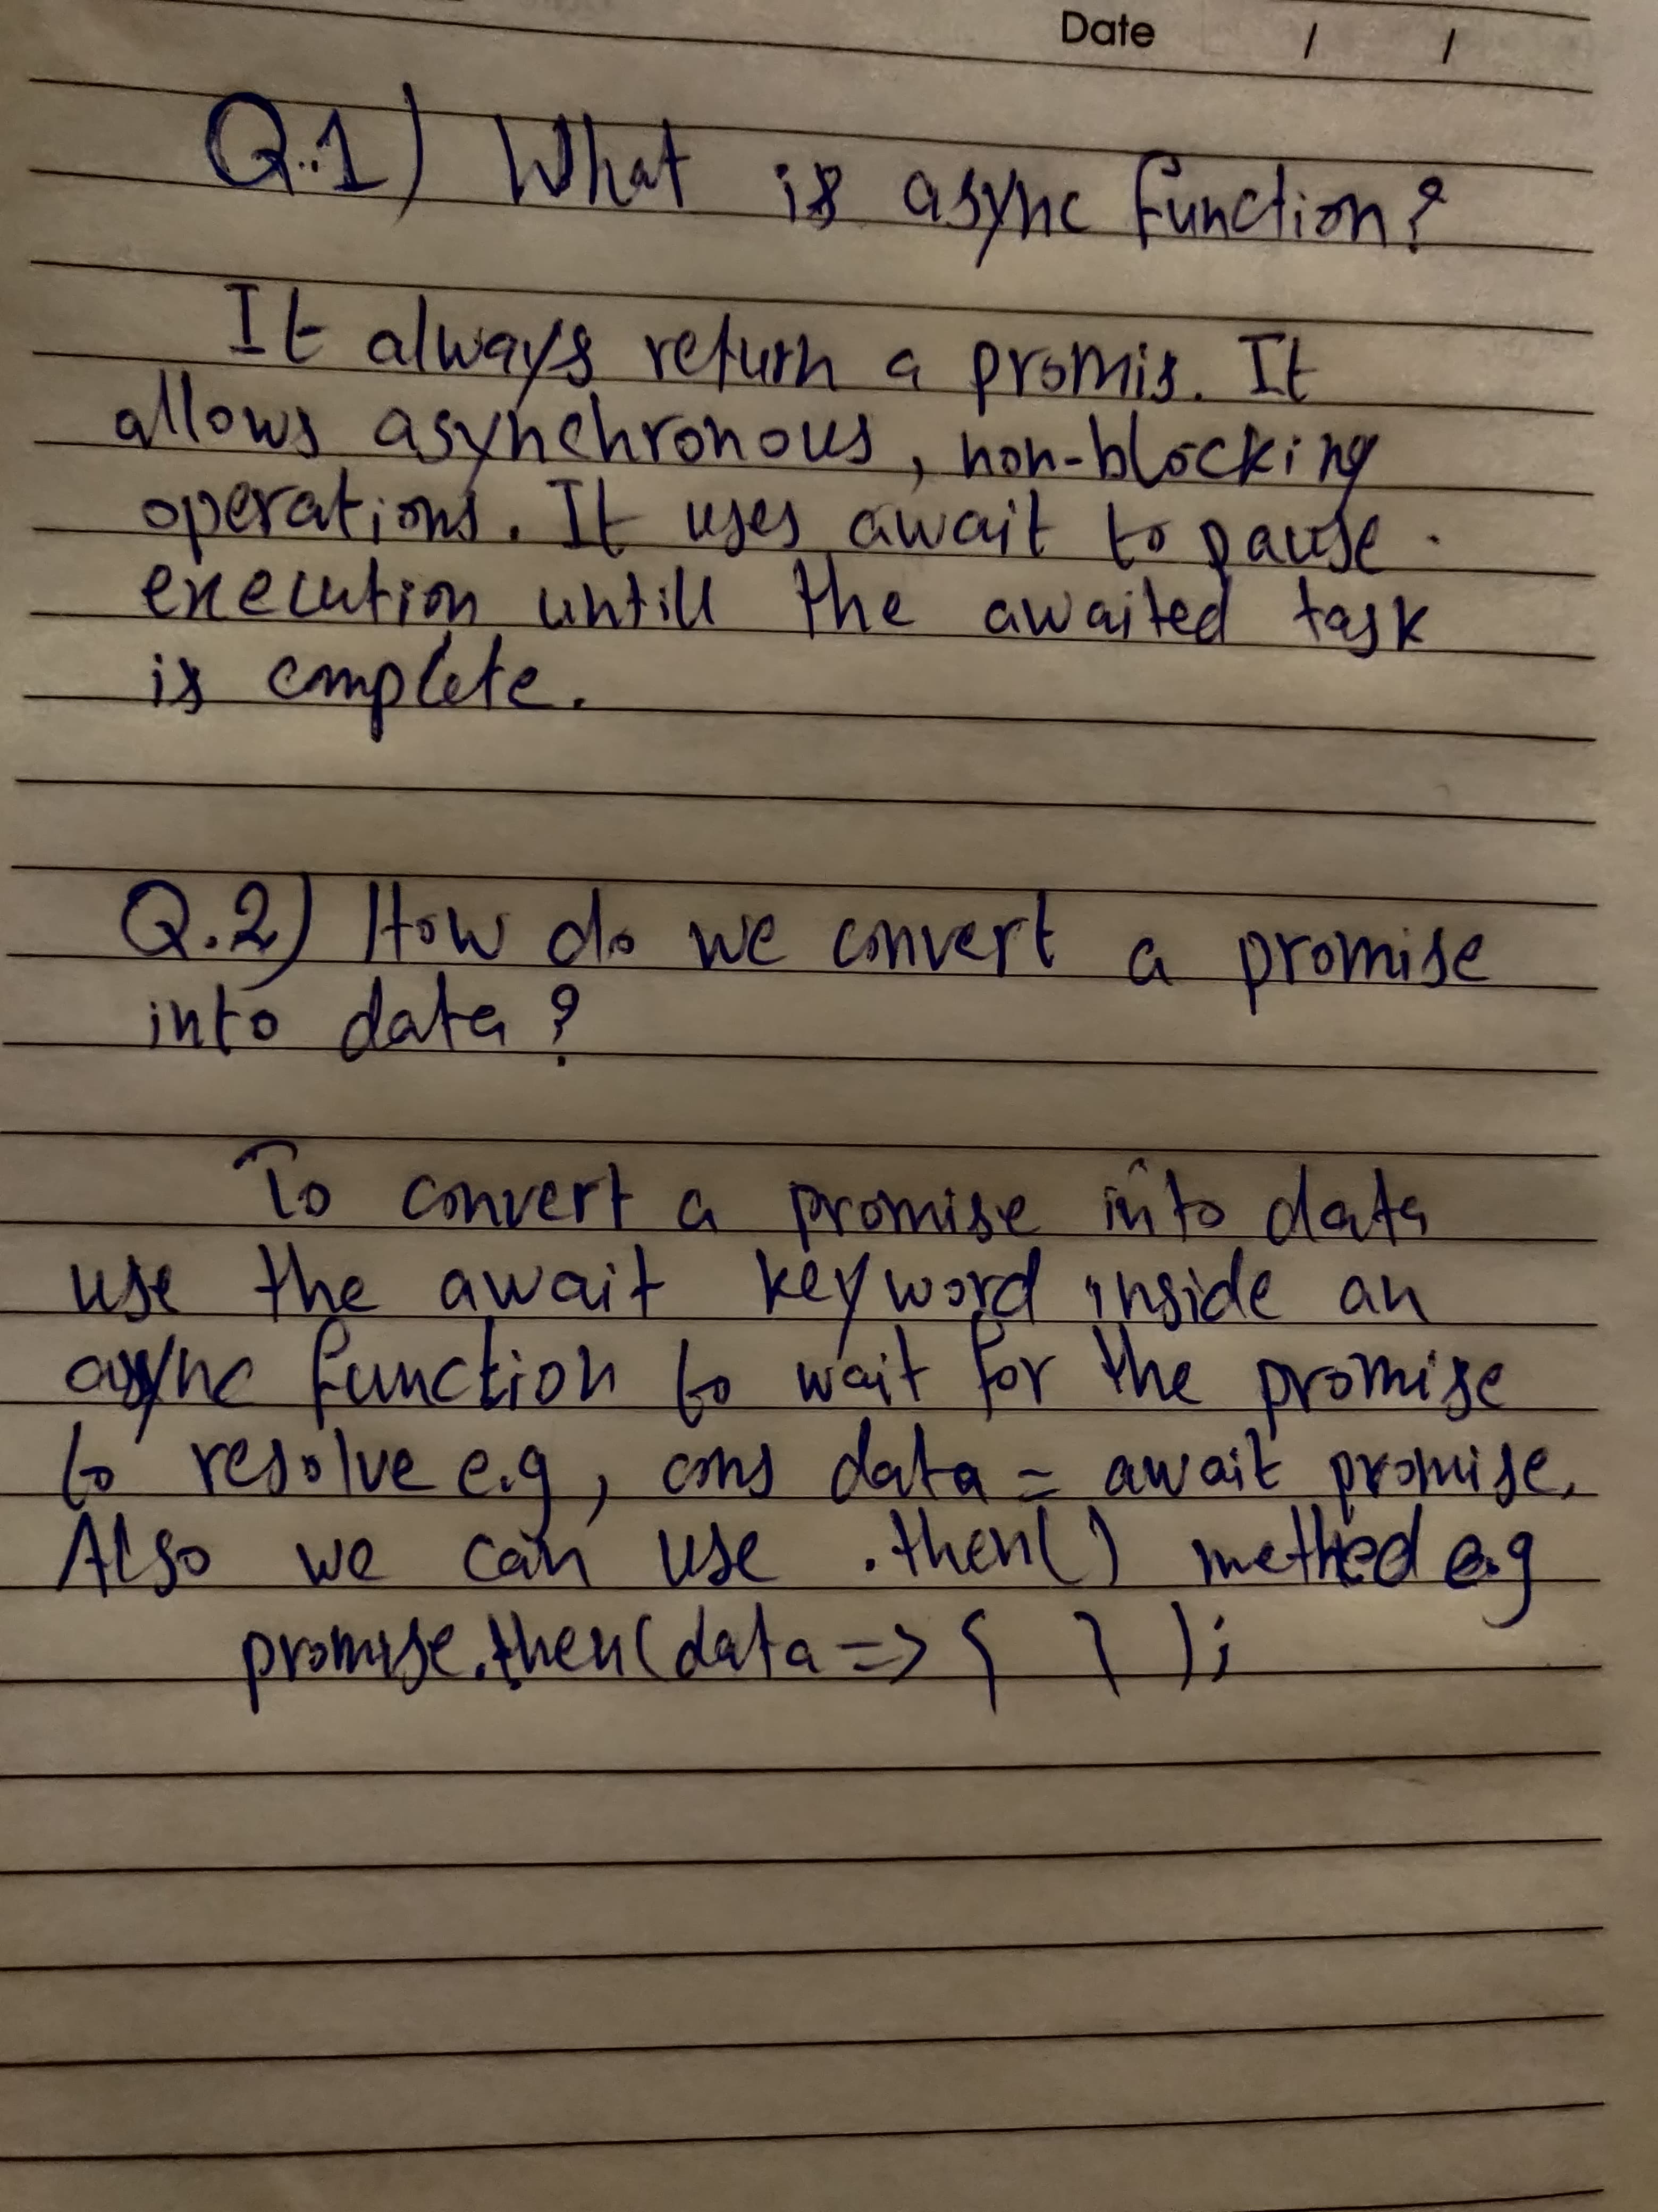 Date / /
Q.1) What is async function?
It always return a promis. It
allows asynchronous, non-blocking
operations. It uses await to pause
execution untill the awaited task
is complete.
Q.2) How do we convert a promise
into data?
To convert a promise into data
use the await keyword inside an
async function to wait for the promise
to resolve e.g, cons data = await promise.
Also we can use .then() method e.g
promise.then(data => { } );